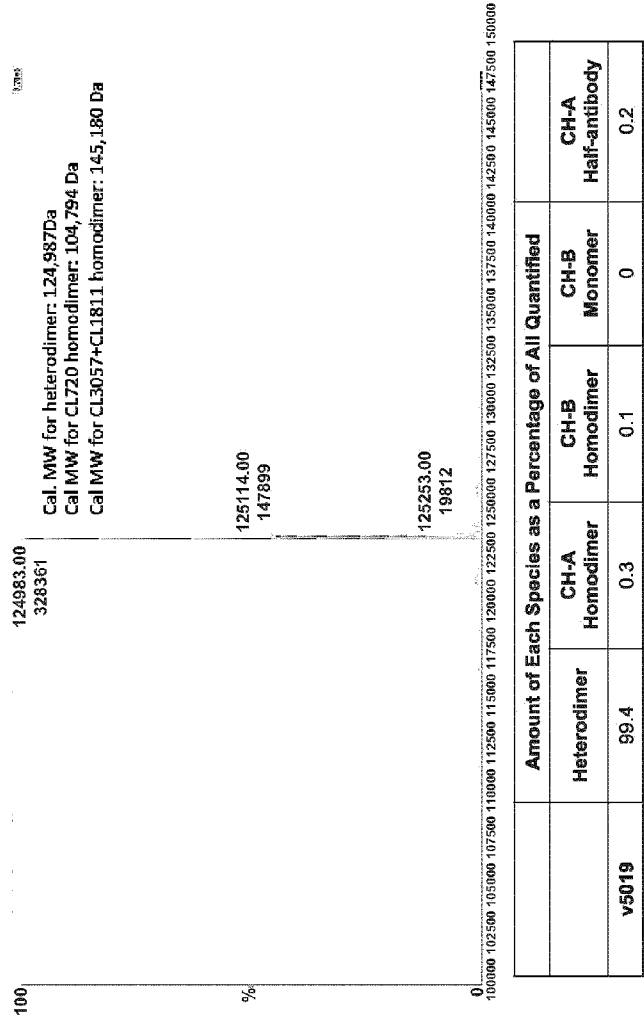 Cal. MW for heterodimer: 124,987Da
Cal MW for CL720 homodimer: 104,794 Da
Cal MW for CL3057+CL1811 homodimer: 145,180 Da
100
%
0
124983.00
328361
125114.00
147899
125253.00
19812
100000 102500 105000 107500 110000 112500 115000 117500 120000 122500 125000 127500 130000 132500 135000 137500 140000 142500 145000 147500 150000
Amount of Each Species as a Percentage of All Quantified
Heterodimer
CH-A
Homodimer
CH-B
Homodimer
CH-B
Monomer
CH-A
Half-antibody
v5019
99.4
0.3
0.1
0
0.2